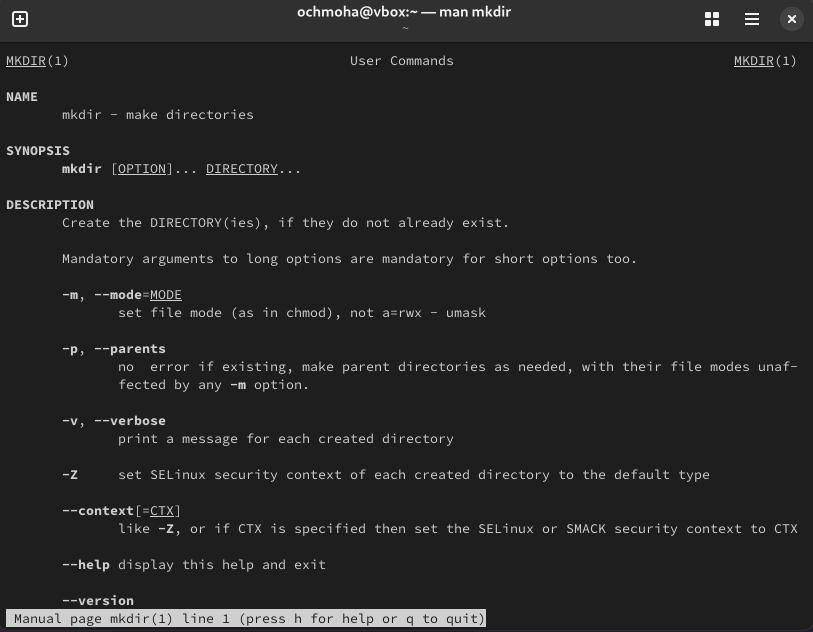 ochmoha@vbox:~ — man mkdir
~
MKDIR(1) User Commands MKDIR(1)
NAME
mkdir - make directories
SYNOPSIS
mkdir [OPTION]... DIRECTORY...
DESCRIPTION
Create the DIRECTORY(ies), if they do not already exist.
Mandatory arguments to long options are mandatory for short options too.
-m, --mode=MODE
set file mode (as in chmod), not a=rwx - umask
-p, --parents
no  error if existing, make parent directories as needed, with their file modes unaf-
fected by any -m option.
-v, --verbose
print a message for each created directory
-Z set SELinux security context of each created directory to the default type
--context[=CTX]
like -Z, or if CTX is specified then set the SELinux or SMACK security context to CTX
--help display this help and exit
--version
Manual page mkdir(1) line 1 (press h for help or q to quit)